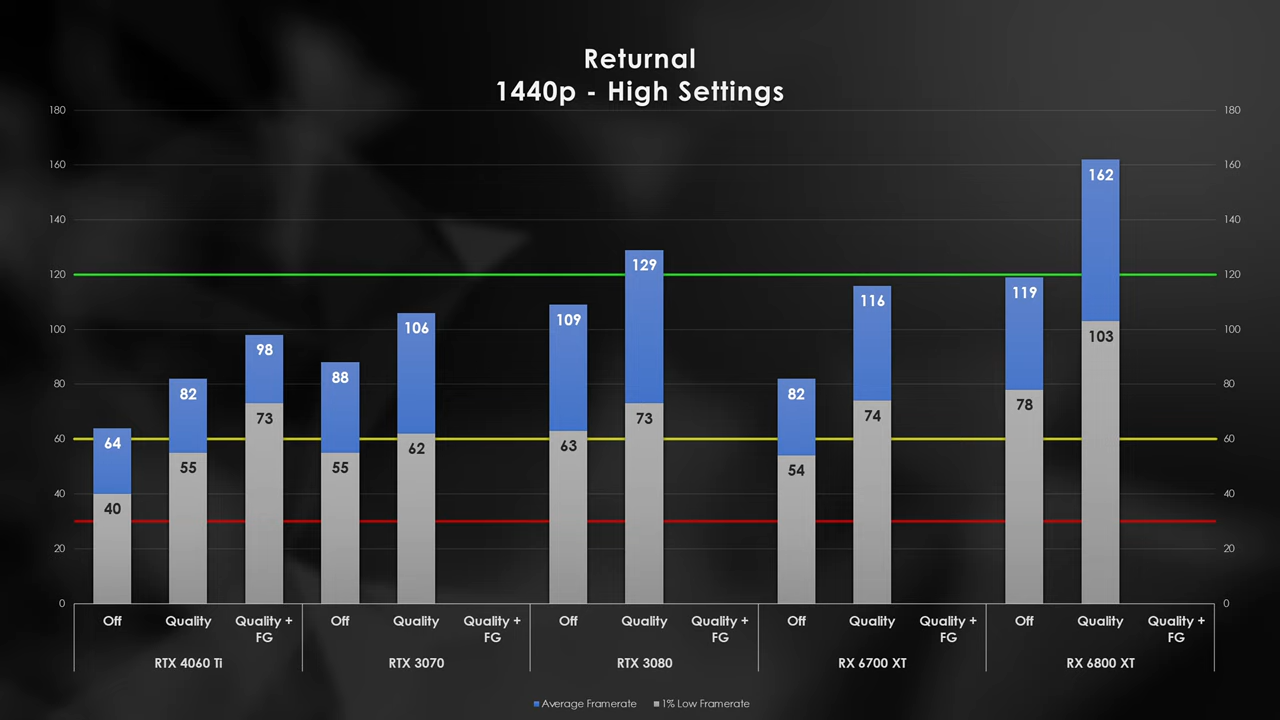 Returnal
1440p - High Settings
180 180
160 162 160
140 140
129
120 120
119
116
109
106
100 103 100
98
88
80 82 82 80
78
73 73 74
64
60 63 60
62
55 55 54
40 40 40
20 20
0 0
Off Quality Quality + FG Off Quality Quality + FG Off Quality Quality + FG Off Quality Quality + FG Off Quality Quality + FG
RTX 4060 Ti RTX 3070 RTX 3080 RX 6700 XT RX 6800 XT
Average Framerate 1% Low Framerate